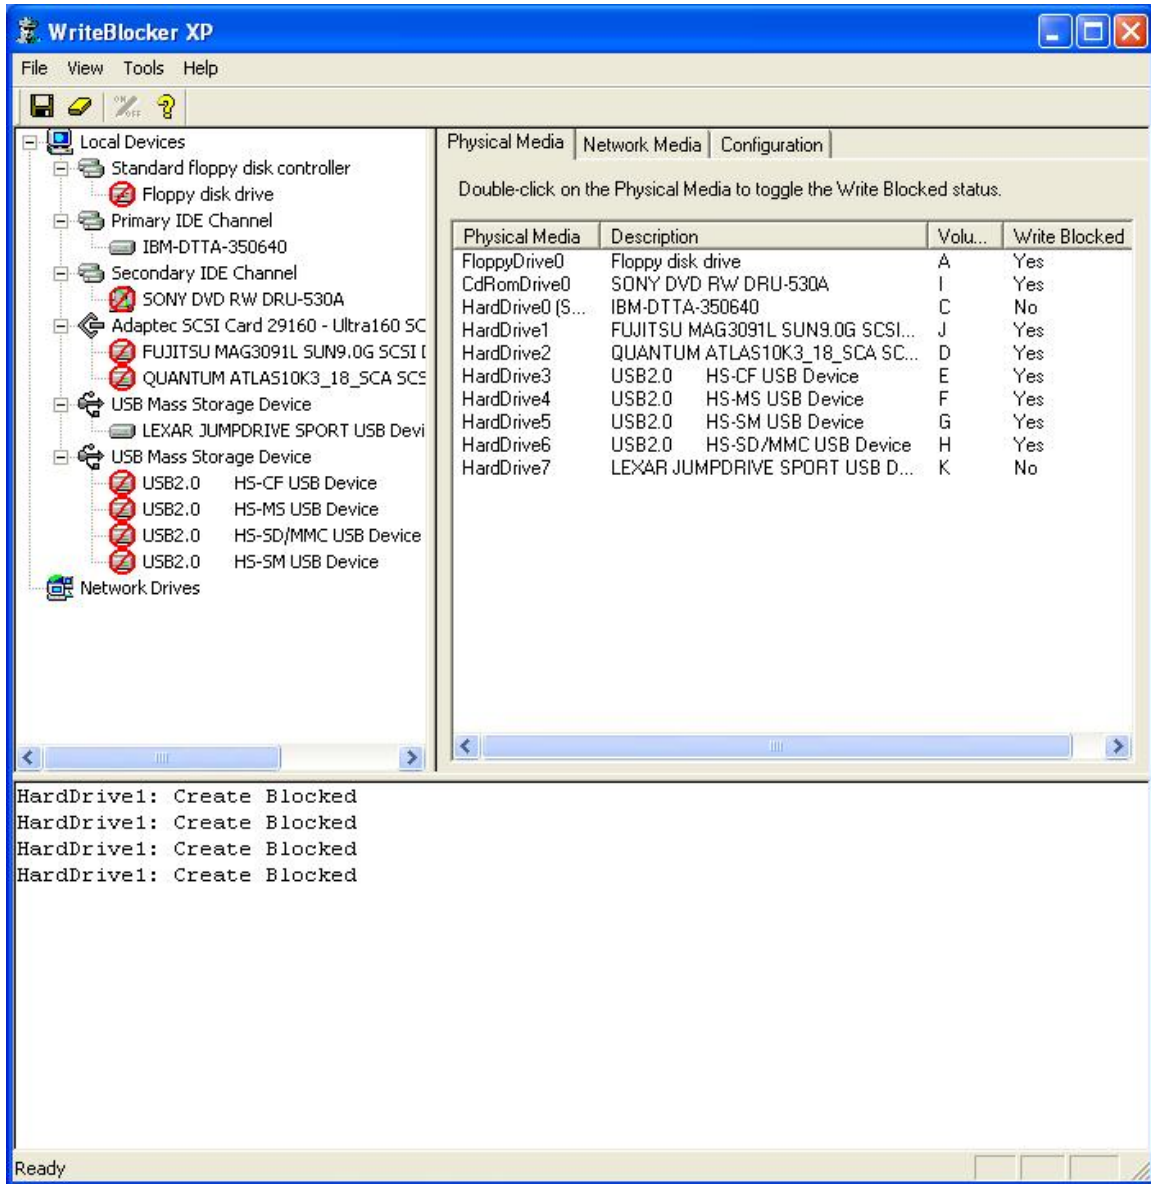 WriteBlocker XP
File View Tools Help
ON/OFF
Local Devices
Standard floppy disk controller
Floppy disk drive
Primary IDE Channel
IBM-DTTA-350640
Secondary IDE Channel
SONY DVD RW DRU-530A
Adaptec SCSI Card 29160 - Ultra160 SC
FUJITSU MAG3091L SUN9.0G SCSI
QUANTUM ATLAS10K3_18_SCA SCS
USB Mass Storage Device
LEXAR JUMPDRIVE SPORT USB Devi
USB Mass Storage Device
USB2.0 HS-CF USB Device
USB2.0 HS-MS USB Device
USB2.0 HS-SD/MMC USB Device
USB2.0 HS-SM USB Device
Network Drives
Physical Media Network Media Configuration
Double-click on the Physical Media to toggle the Write Blocked status.
Physical Media Description Volu... Write Blocked
FloppyDrive0 Floppy disk drive A Yes
CdRomDrive0 SONY DVD RW DRU-530A I Yes
HardDrive0 (S... IBM-DTTA-350640 C No
HardDrive1 FUJITSU MAG3091L SUN9.0G SCSI... J Yes
HardDrive2 QUANTUM ATLAS10K3_18_SCA SC... D Yes
HardDrive3 USB2.0 HS-CF USB Device E Yes
HardDrive4 USB2.0 HS-MS USB Device F Yes
HardDrive5 USB2.0 HS-SM USB Device G Yes
HardDrive6 USB2.0 HS-SD/MMC USB Device H Yes
HardDrive7 LEXAR JUMPDRIVE SPORT USB D... K No
HardDrive1: Create Blocked
HardDrive1: Create Blocked
HardDrive1: Create Blocked
HardDrive1: Create Blocked
Ready